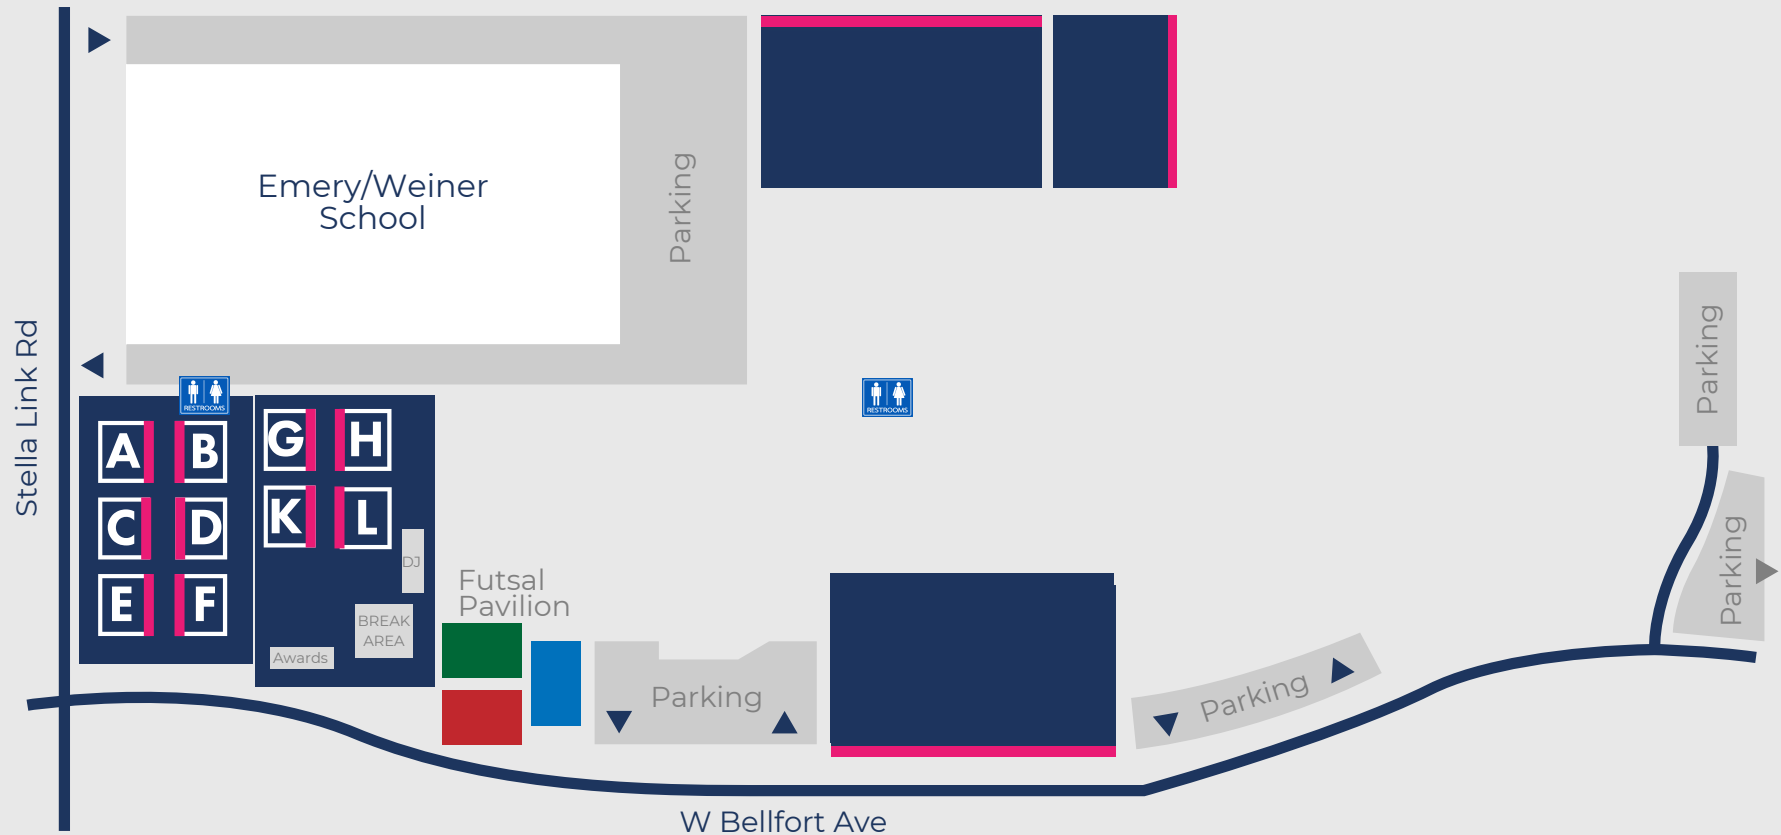 Emery/Weiner
School
Parking
Stella Link Rd
RESTROOMS
RESTROOMS
A
B
G
H
C
D
K
L
E
F
DJ
BREAK
AREA
Awards
Futsal
Pavilion
Parking
Parking
Parking
Parking
W Bellfort Ave